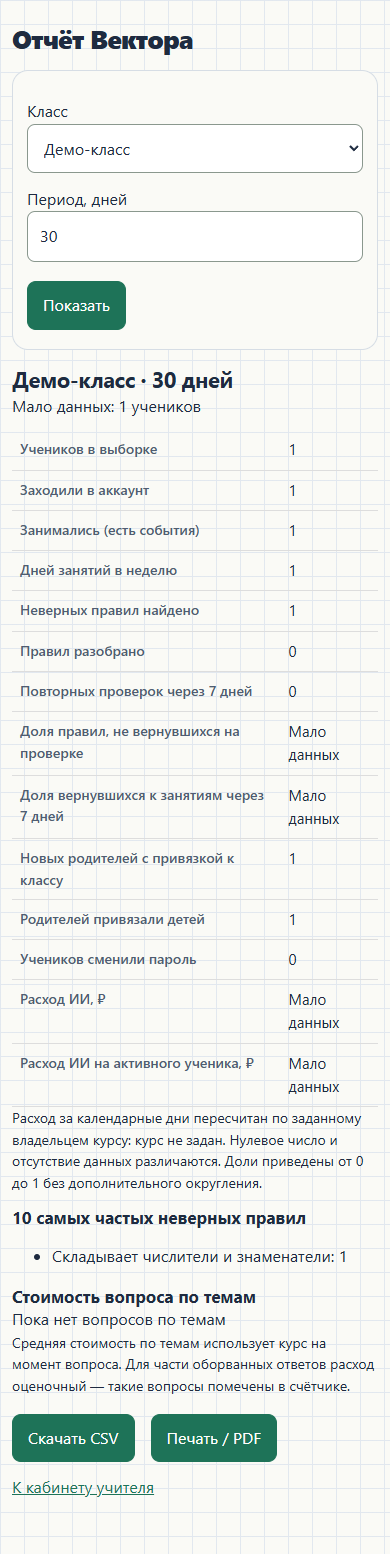 Отчёт Вектора
Класс
Демо-класс
Период, дней
30
Показать
Демо-класс · 30 дней
Мало данных: 1 учеников
Учеников в выборке 1
Заходили в аккаунт 1
Занимались (есть события) 1
Дней занятий в неделю 1
Неверных правил найдено 1
Правил разобрано 0
Повторных проверок через 7 дней 0
Доля правил, не вернувшихся на Мало
проверке данных
Доля вернувшихся к занятиям через Мало
7 дней данных
Новых родителей с привязкой к 1
классу
Родителей привязали детей 1
Учеников сменили пароль 0
Расход ИИ, ₽ Мало
данных
Расход ИИ на активного ученика, ₽ Мало
данных
Расход за календарные дни пересчитан по заданному
владельцем курсу: курс не задан. Нулевое число и
отсутствие данных различаются. Доли приведены от 0
до 1 без дополнительного округления.
10 самых частых неверных правил
• Складывает числители и знаменатели: 1
Стоимость вопроса по темам
Пока нет вопросов по темам
Средняя стоимость по темам использует курс на
момент вопроса. Для части оборванных ответов расход
оценочный — такие вопросы помечены в счётчике.
Скачать CSV Печать / PDF
К кабинету учителя